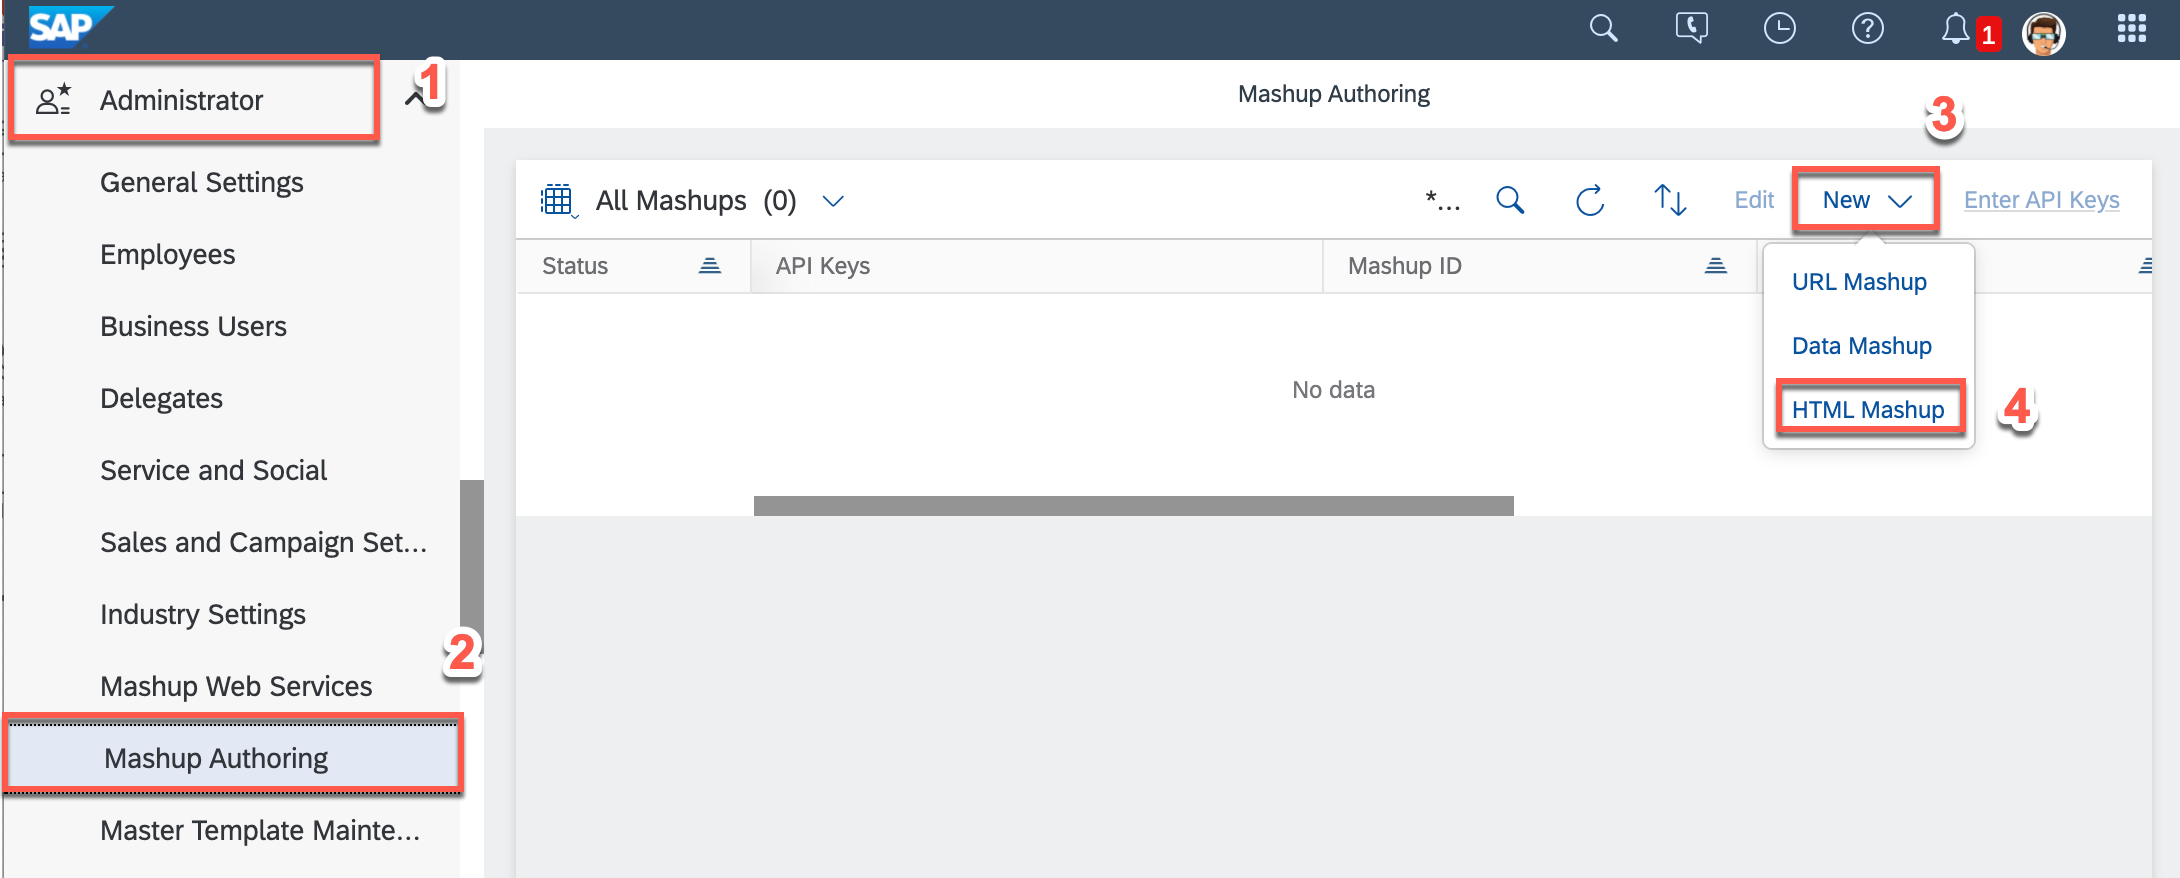 SAP
1
Administrator
1
Mashup Authoring
3
General Settings
All Mashups (0)
*...
Edit
New
Enter API Keys
Employees
Status
API Keys
Mashup ID
URL Mashup
Business Users
Data Mashup
Delegates
No data
HTML Mashup
4
Service and Social
Sales and Campaign Set...
Industry Settings
2
Mashup Web Services
Mashup Authoring
Master Template Mainte...